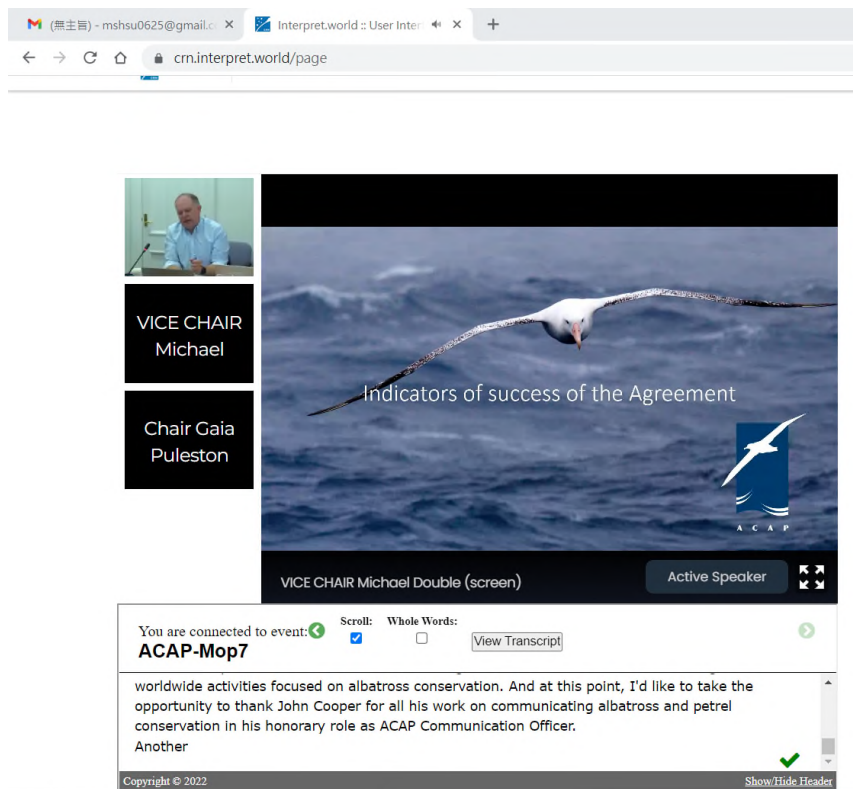 (無主旨) - mshsu0625@gmail.c
Interpret.world :: User Inter
crn.interpret.world/page
VICE CHAIR
Michael
Chair Gaia
Puleston
Indicators of success of the Agreement
A C A P
VICE CHAIR Michael Double (screen)
Active Speaker
You are connected to event:
ACAP-Mop7
Scroll:
Whole Words:
View Transcript
worldwide activities focused on albatross conservation. And at this point, I'd like to take the
opportunity to thank John Cooper for all his work on communicating albatross and petrel
conservation in his honorary role as ACAP Communication Officer.
Another
Copyright © 2022
Show/Hide Header